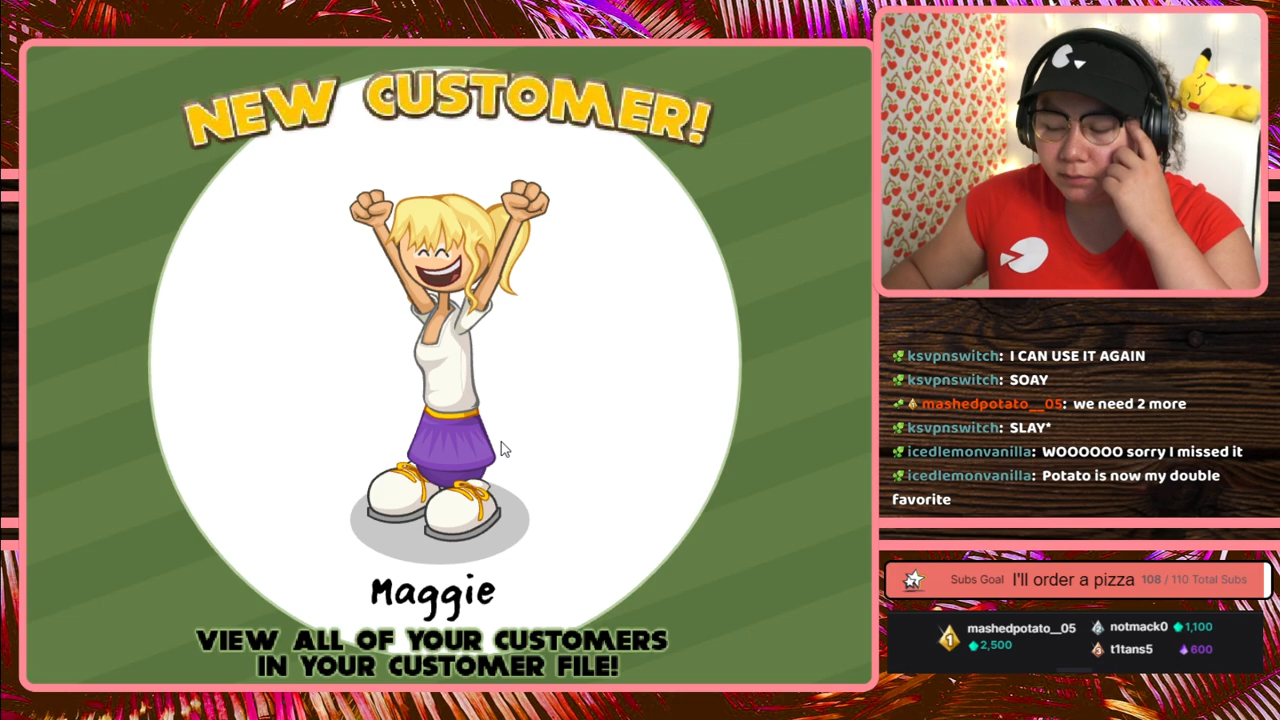 NEW CUSTOMER!
Maggie
VIEW ALL OF YOUR CUSTOMERS
IN YOUR CUSTOMER FILE!
ksvpnswitch: I CAN USE IT AGAIN
ksvpnswitch: SOAY
mashedpotato__05: we need 2 more
ksvpnswitch: SLAY*
icedlemonvanilla: WOOOOOO sorry I missed it
icedlemonvanilla: Potato is now my double
favorite
Subs Goal I'll order a pizza 108 / 110 Total Subs
1 mashedpotato__05 2,500
2 notmack0 1,100
3 t1tans5 600